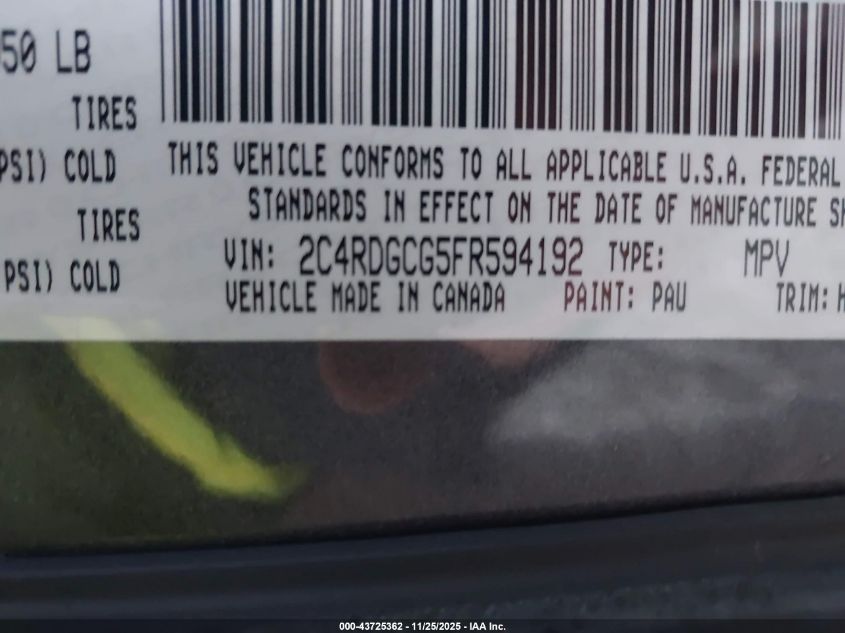 50 LB
TIRES
PSI) COLD
TIRES
PSI) COLD
THIS VEHICLE CONFORMS TO ALL APPLICABLE U.S.A. FEDERAL
STANDARDS IN EFFECT ON THE DATE OF MANUFACTURE SH
VIN: 2C4RDGCG5FR594192 TYPE: MPV
VEHICLE MADE IN CANADA PAINT: PAU TRIM: H
000-43725362 - 11/25/2025 - IAA Inc.